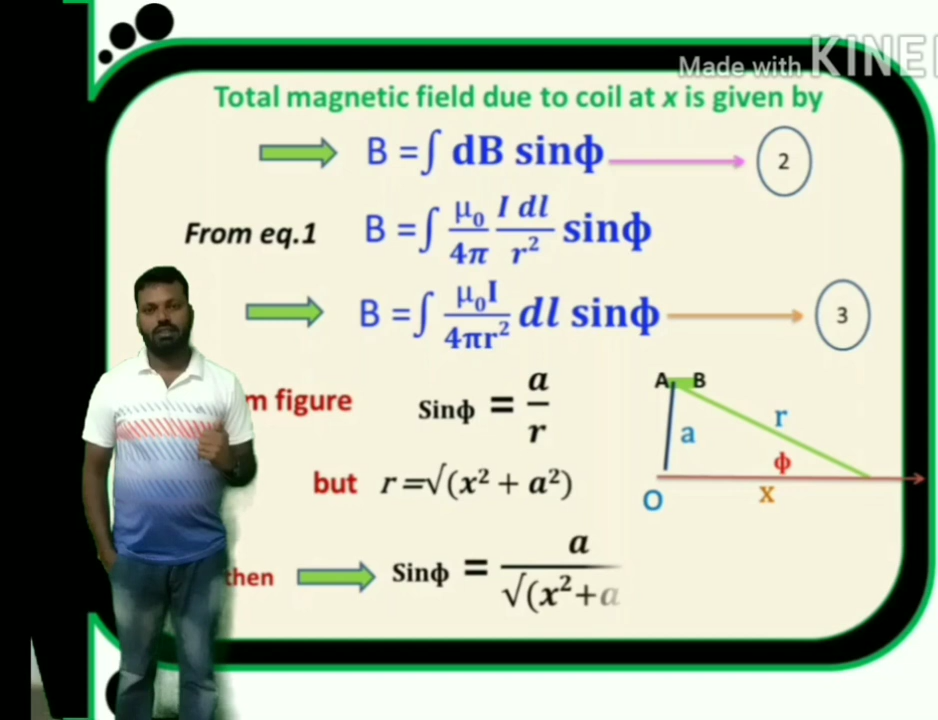 Made with KINE
Total magnetic field due to coil at x is given by
B = ∫ dB sinϕ 2
From eq.1 B = ∫ μ₀/4π I dl/r² sinϕ
B = ∫ μ₀I/4πr² dl sinϕ 3
m figure Sinϕ = a/r
but r = √(x² + a²)
then Sinϕ = a/√(x²+a
A B
r
a
ϕ
O x